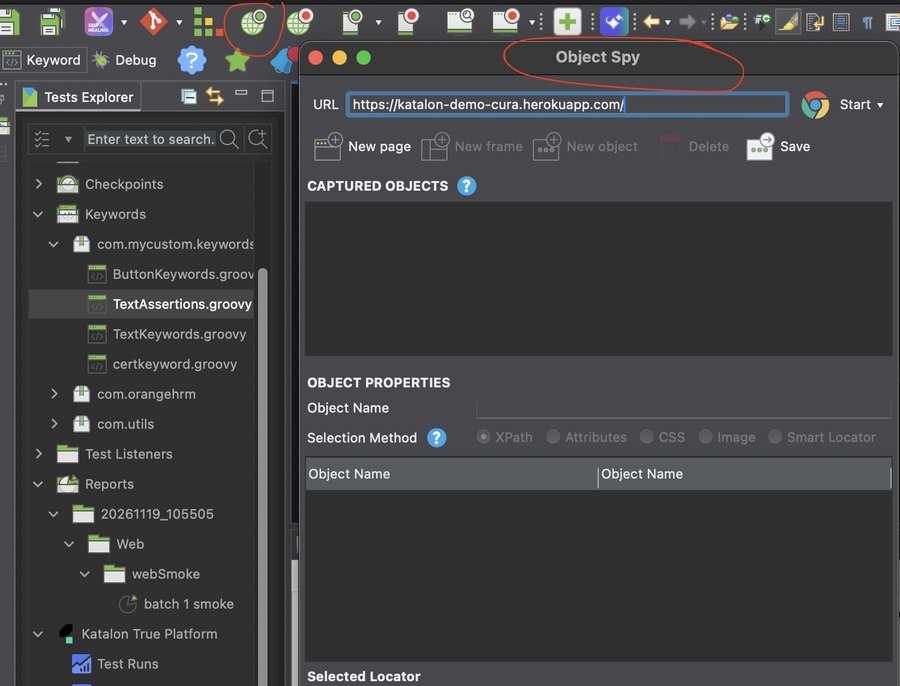 SELF HEALING
Keyword
Debug
Object Spy
Tests Explorer
URL https://katalon-demo-cura.herokuapp.com/ Start
Enter text to search.
New page New frame New object Delete Save
CAPTURED OBJECTS ?
Checkpoints
Keywords
com.mycustom.keywords
ButtonKeywords.groov
TextAssertions.groovy
TextKeywords.groovy
certkeyword.groovy
com.orangehrm
com.utils
Test Listeners
Reports
20261119_105505
Web
webSmoke
batch 1 smoke
Katalon True Platform
Test Runs
OBJECT PROPERTIES
Object Name
Selection Method ? XPath Attributes CSS Image Smart Locator
Object Name Object Name
Selected Locator